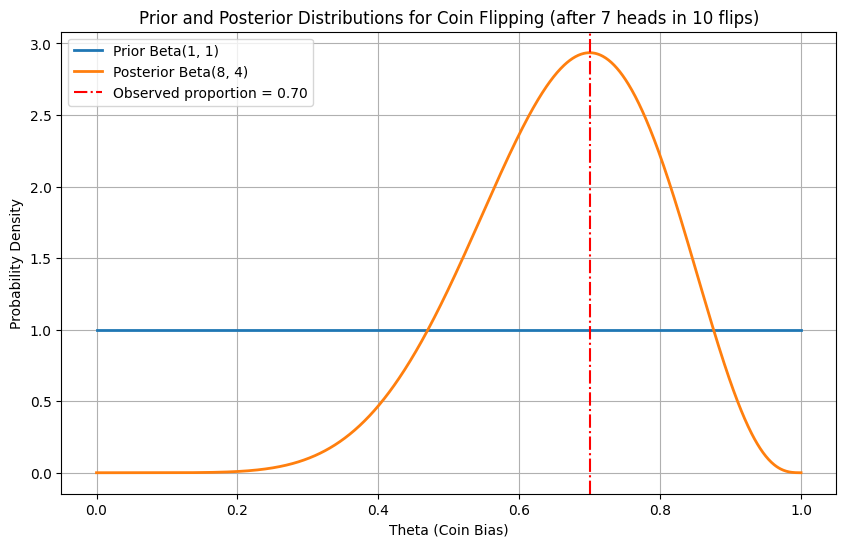 Prior and Posterior Distributions for Coin Flipping (after 7 heads in 10 flips)
Prior Beta(1, 1)
Posterior Beta(8, 4)
Observed proportion = 0.70
Probability Density
3.0
2.5
2.0
1.5
1.0
0.5
0.0
0.0 0.2 0.4 0.6 0.8 1.0
Theta (Coin Bias)